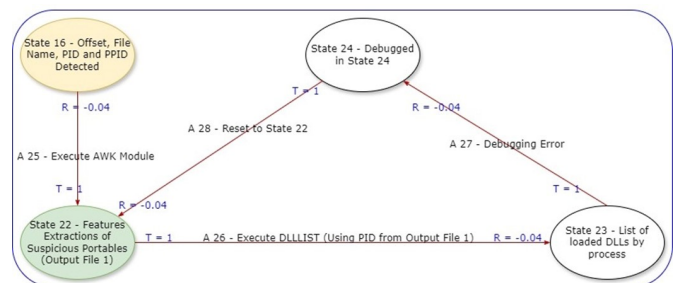 State 16 - Offset, File
Name, PID and PPID
Detected
State 24 - Debugged
in State 24
T = 1
R = -0.04
R = -0.04
A 28 - Reset to State 22
A 27 - Debugging Error
A 25 - Execute AWK Module
T = 1
T = 1
R = -0.04
State 22 - Features
Extractions of
Suspicious Portables
(Output File 1)
T = 1
A 26 - Execute DLLLIST (Using PID from Output File 1)
R = -0.04
State 23 - List of
loaded DLLs by
process